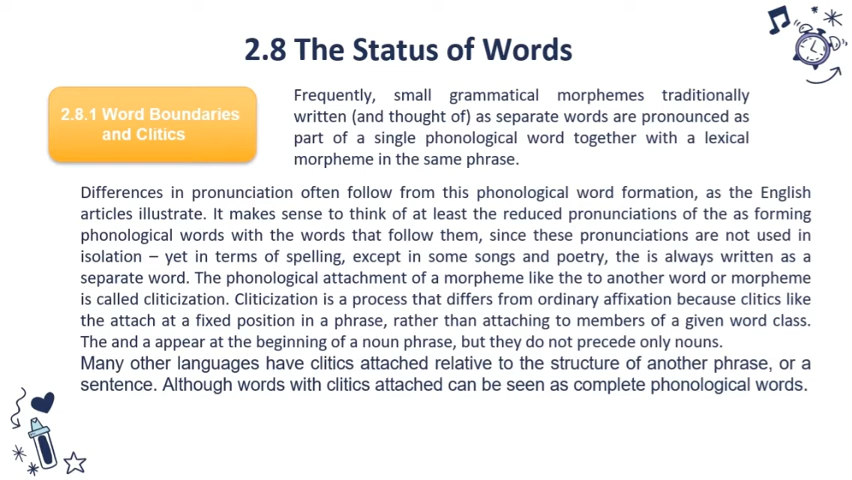 2.8 The Status of Words
2.8.1 Word Boundaries
and Clitics
Frequently, small grammatical morphemes traditionally
written (and thought of) as separate words are pronounced as
part of a single phonological word together with a lexical
morpheme in the same phrase.
Differences in pronunciation often follow from this phonological word formation, as the English
articles illustrate. It makes sense to think of at least the reduced pronunciations of the as forming
phonological words with the words that follow them, since these pronunciations are not used in
isolation – yet in terms of spelling, except in some songs and poetry, the is always written as a
separate word. The phonological attachment of a morpheme like the to another word or morpheme
is called cliticization. Cliticization is a process that differs from ordinary affixation because clitics like
the attach at a fixed position in a phrase, rather than attaching to members of a given word class.
The and a appear at the beginning of a noun phrase, but they do not precede only nouns.
Many other languages have clitics attached relative to the structure of another phrase, or a
sentence. Although words with clitics attached can be seen as complete phonological words.